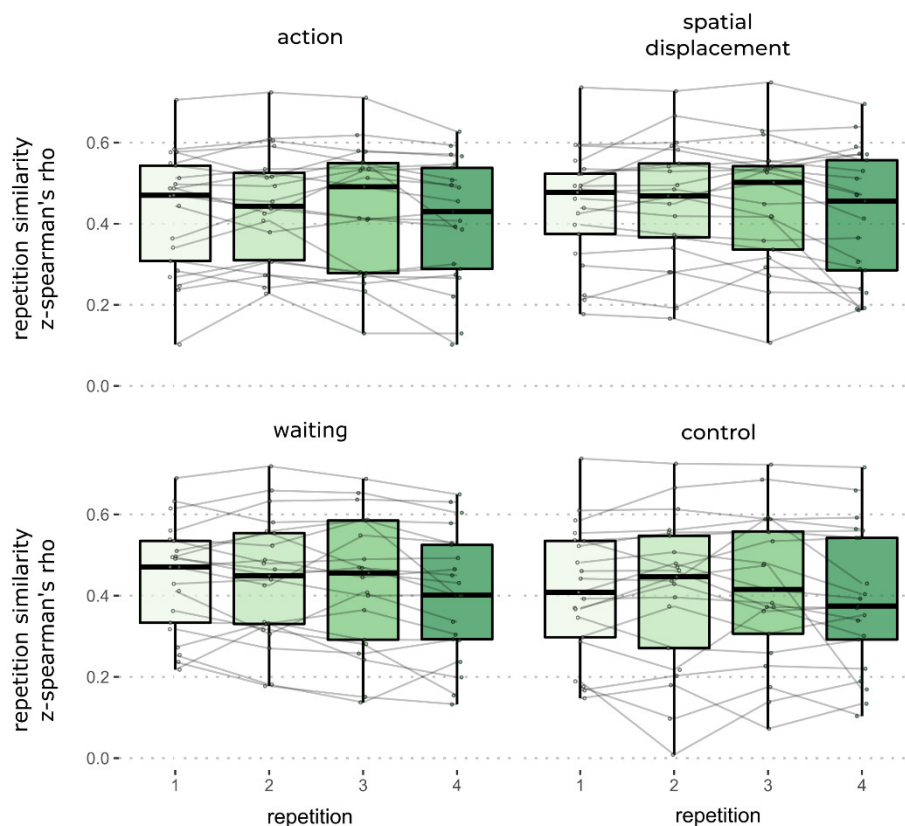 action
spatial
displacement
repetition similarity
z-spearman's rho
0.6
0.4
0.2
0.0
waiting
control
repetition similarity
z-spearman's rho
0.6
0.4
0.2
0.0
1 2 3 4
1 2 3 4
repetition
repetition